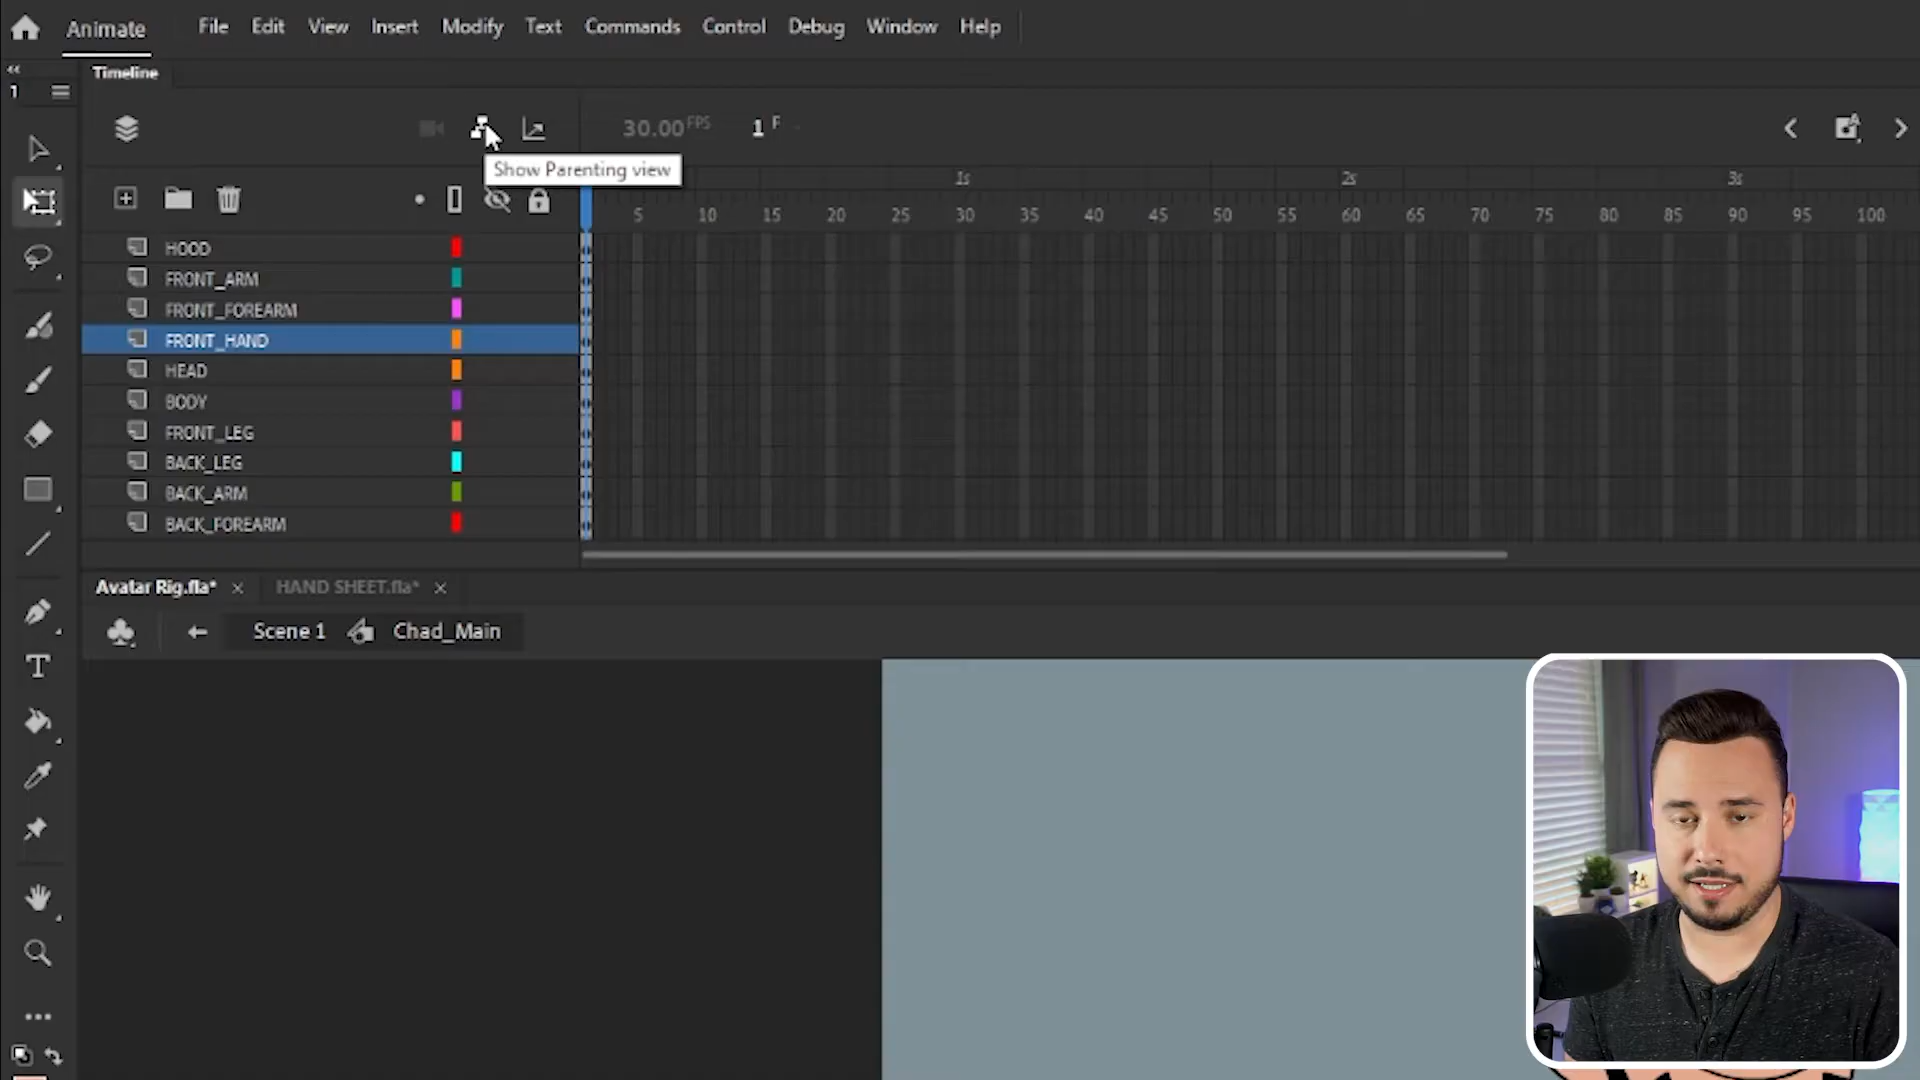 Animate File Edit View Insert Modify Text Commands Control Debug Window Help
Timeline
1
30.00 FPS 1 F
Show Parenting view
1s 2s 3s
5 10 15 20 25 30 35 40 45 50 55 60 65 70 75 80 85 90 95 100
HOOD
FRONT_ARM
FRONT_FOREARM
FRONT_HAND
HEAD
BODY
FRONT_LEG
BACK_LEG
BACK_ARM
BACK_FOREARM
Avatar Rig.fla* × HAND SHEET.fla* ×
Scene 1 Chad_Main